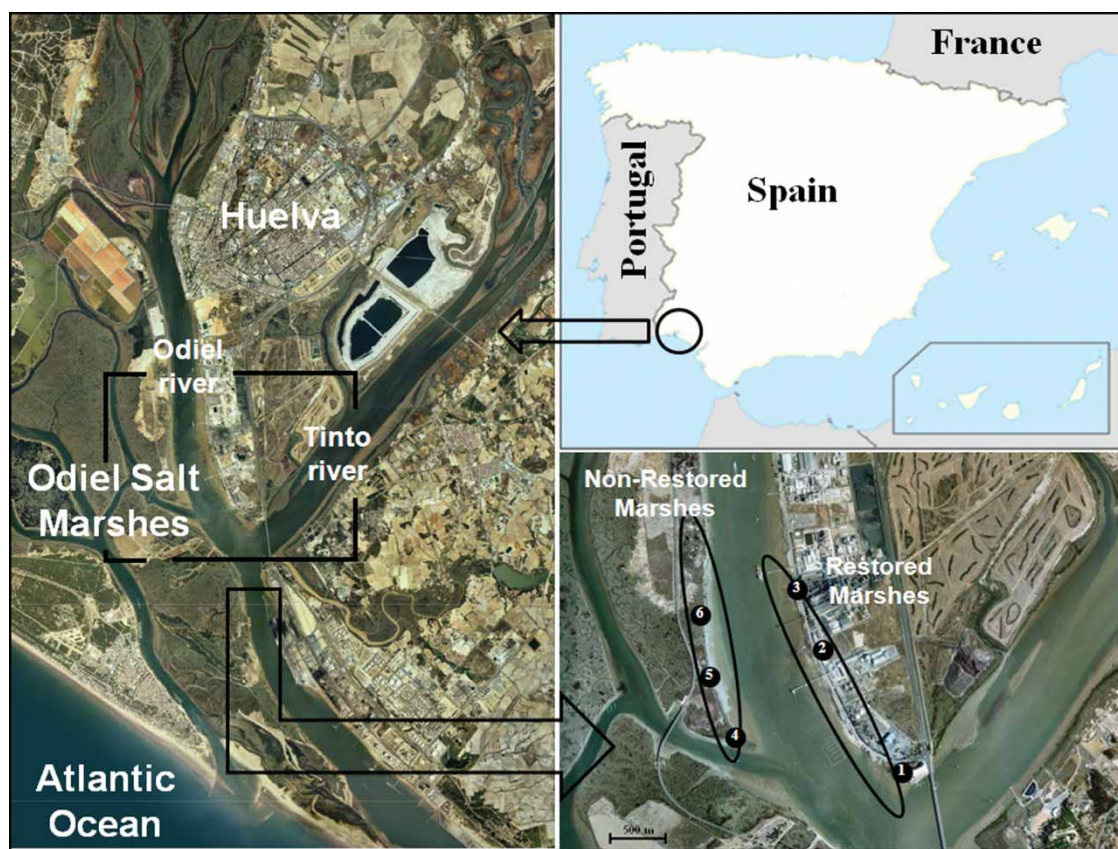 Huelva
Odiel
river
Tinto
river
Odiel Salt
Marshes
Atlantic
Ocean
France
Portugal
Spain
Non-Restored
Marshes
Restored
Marshes
3
6
2
5
4
1
500 m